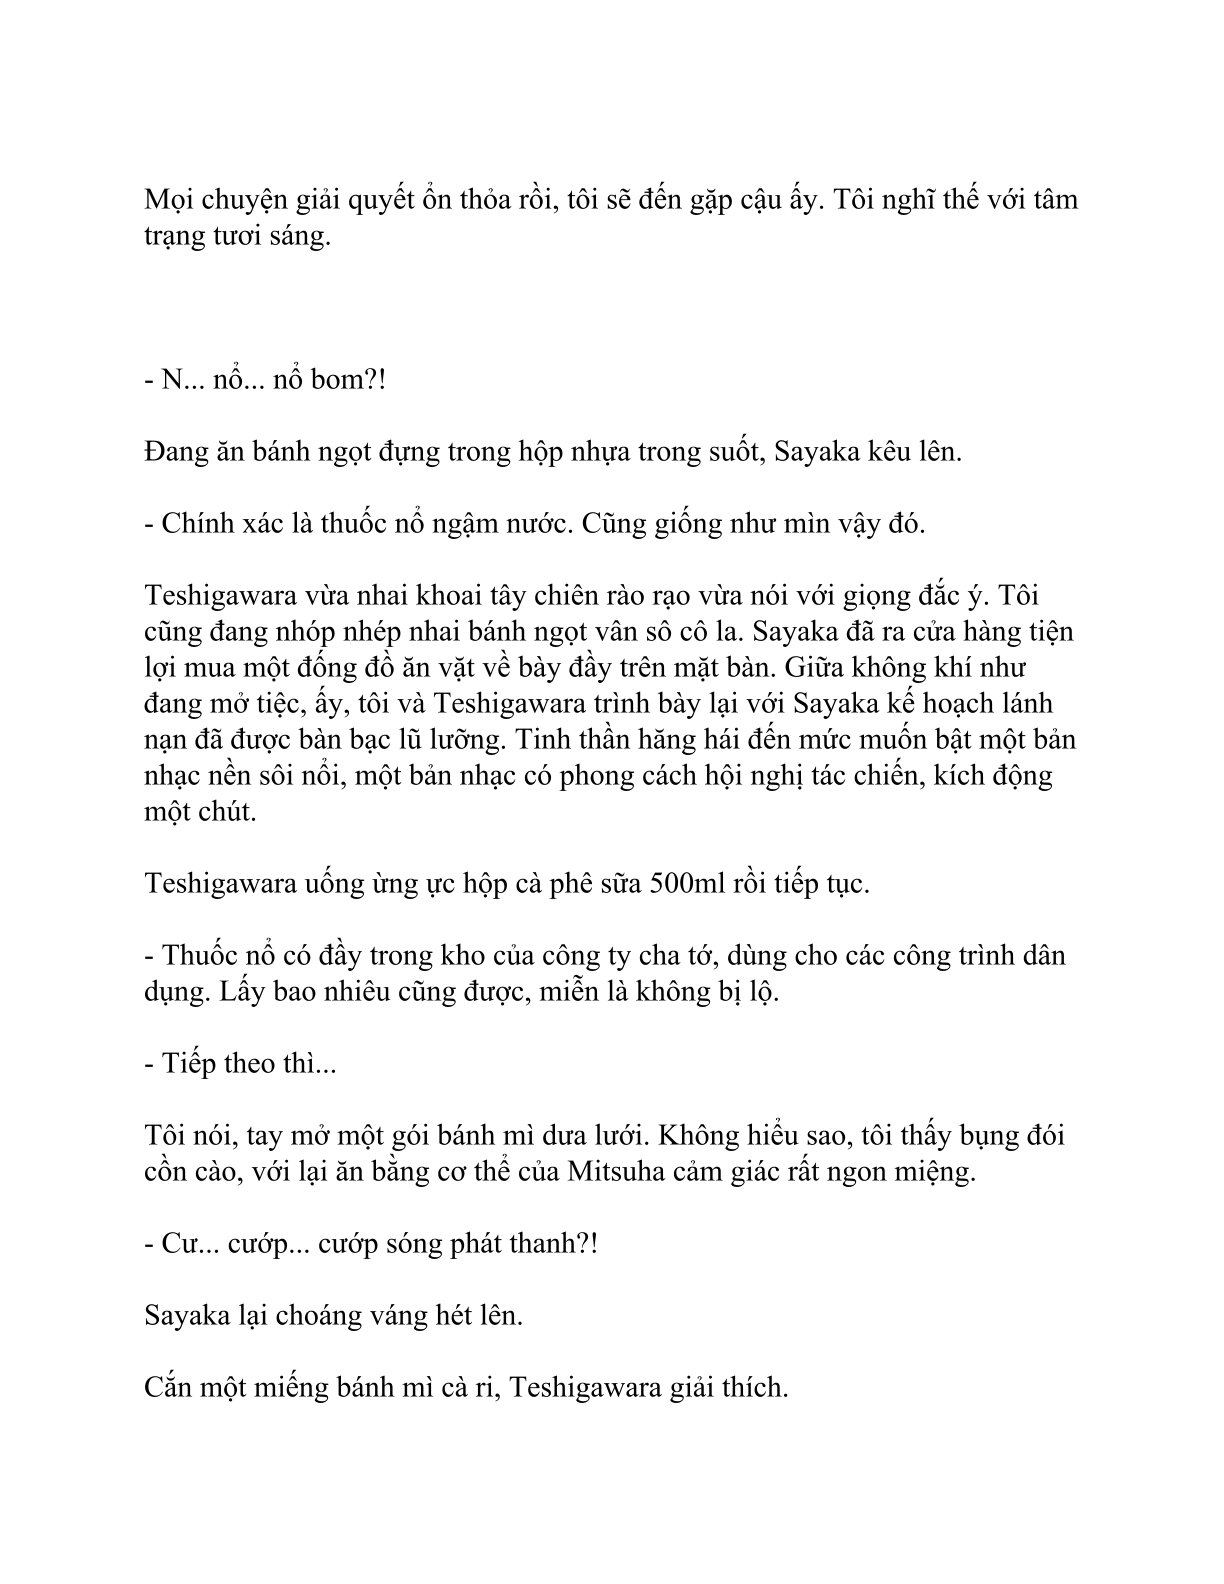 Mọi chuyện giải quyết ổn thỏa rồi, tôi sẽ đến gặp cậu ấy. Tôi nghĩ thế với tâm
trạng tươi sáng.
- N... nổ... nổ bom?!
Đang ăn bánh ngọt đựng trong hộp nhựa trong suốt, Sayaka kêu lên.
- Chính xác là thuốc nổ ngậm nước. Cũng giống như mìn vậy đó.
Teshigawara vừa nhai khoai tây chiên rào rạo vừa nói với giọng đắc ý. Tôi
cũng đang nhóp nhép nhai bánh ngọt vân sô cô la. Sayaka đã ra cửa hàng tiện
lợi mua một đống đồ ăn vặt về bày đầy trên mặt bàn. Giữa không khí như
đang mở tiệc, ấy, tôi và Teshigawara trình bày lại với Sayaka kế hoạch lánh
nạn đã được bàn bạc lũ lưỡng. Tinh thần hăng hái đến mức muốn bật một bản
nhạc nền sôi nổi, một bản nhạc có phong cách hội nghị tác chiến, kích động
một chút.
Teshigawara uống ừng ực hộp cà phê sữa 500ml rồi tiếp tục.
- Thuốc nổ có đầy trong kho của công ty cha tớ, dùng cho các công trình dân
dụng. Lấy bao nhiêu cũng được, miễn là không bị lộ.
- Tiếp theo thì...
Tôi nói, tay mở một gói bánh mì dưa lưới. Không hiểu sao, tôi thấy bụng đói
cồn cào, với lại ăn bằng cơ thể của Mitsuha cảm giác rất ngon miệng.
- Cư... cướp... cướp sóng phát thanh?!
Sayaka lại choáng váng hét lên.
Cắn một miếng bánh mì cà ri, Teshigawara giải thích.